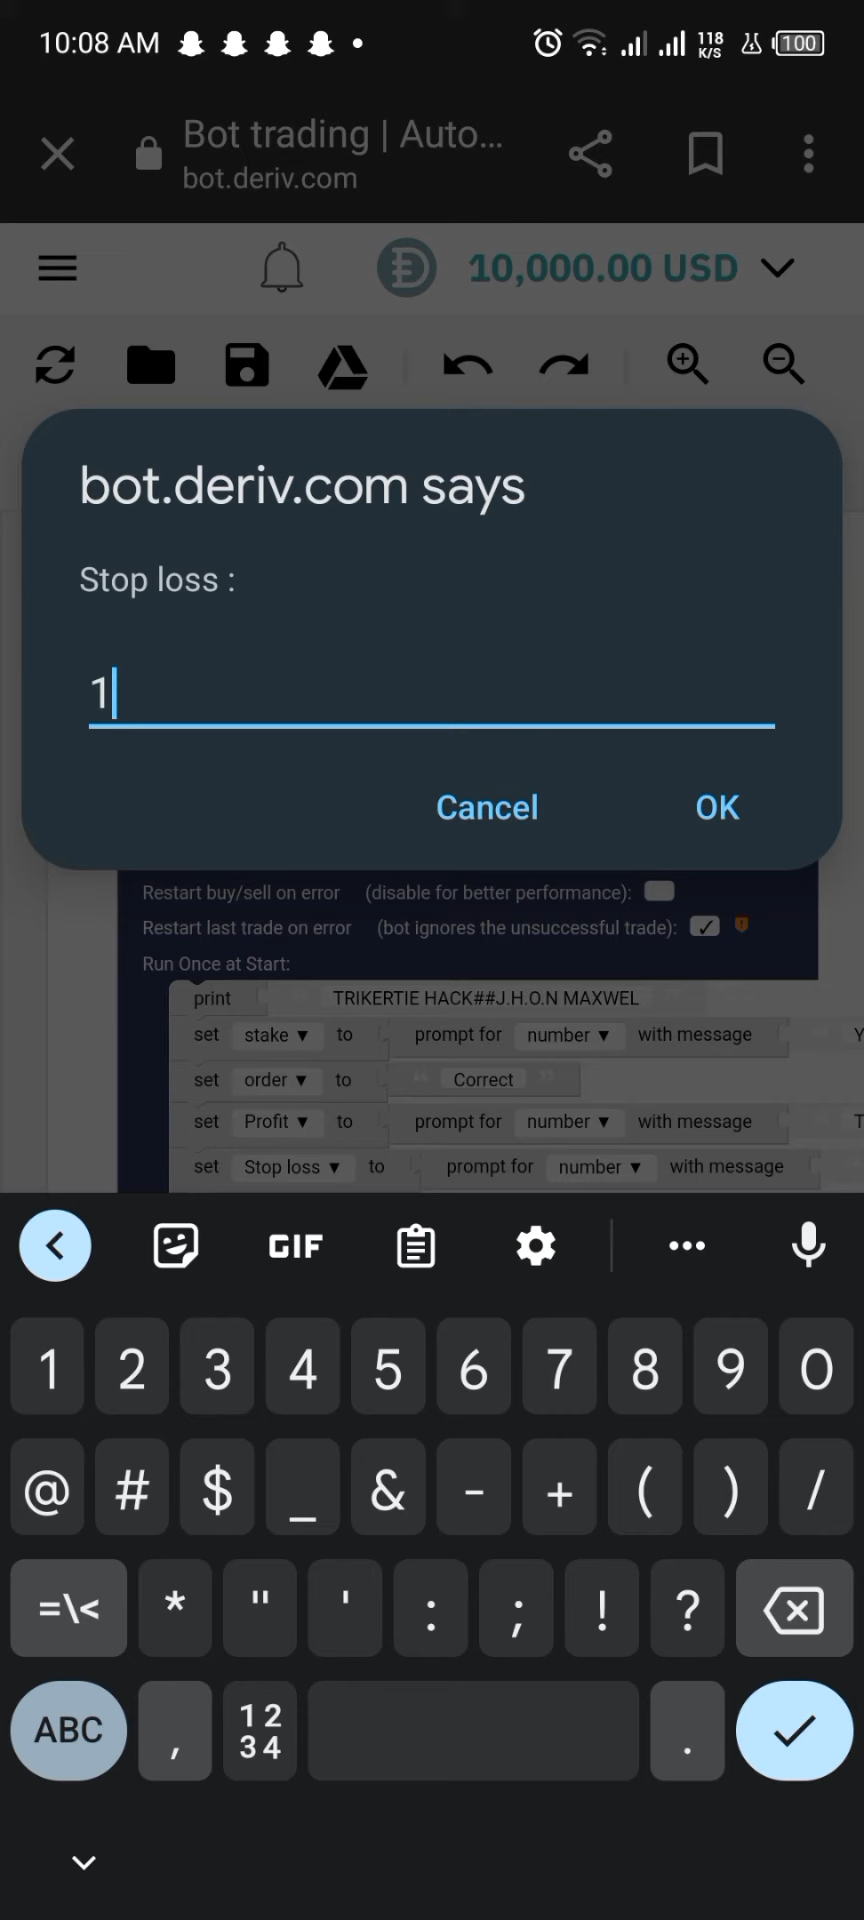 10:08 AM
118
K/S
100
Bot trading | Auto...
bot.deriv.com
10,000.00 USD
bot.deriv.com says
Stop loss :
1
Cancel OK
Restart buy/sell on error (disable for better performance):
Restart last trade on error (bot ignores the unsuccessful trade):
Run Once at Start:
print TRIKERTIE HACK##J.H.O.N MAXWEL
set stake ▼ to prompt for number ▼ with message Y
set order ▼ to “ Correct ”
set Profit ▼ to prompt for number ▼ with message T
set Stop loss ▼ to prompt for number ▼ with message
GIF
1 2 3 4 5 6 7 8 9 0
@ # $ _ & - + ( ) /
=\< * " ' : ; ! ?
ABC , 1 2 .
3 4